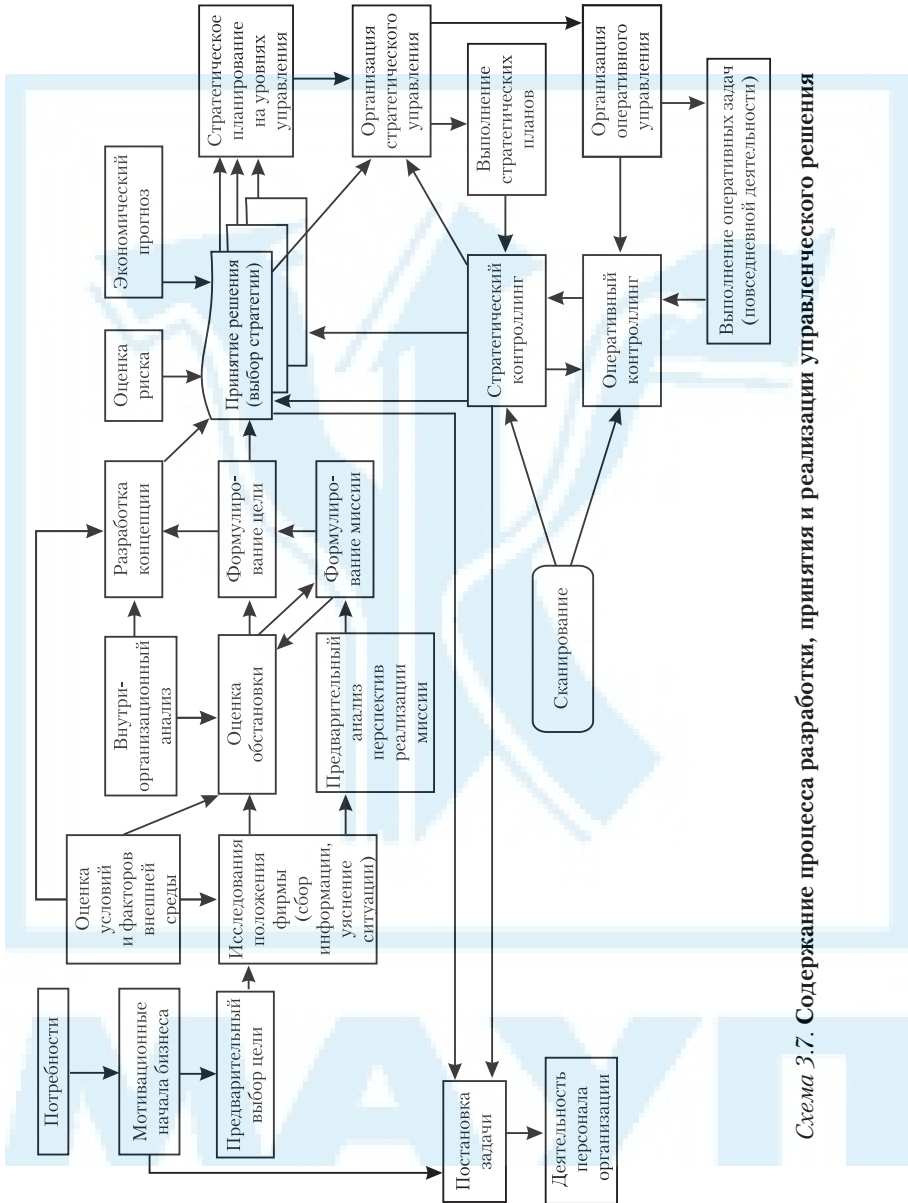 Потребности
Мотивационные
начала бизнеса
Предварительный
выбор цели
Оценка
условий
и факторов
внешней
среды
Исследования
положения
фирмы
(сбор
информации,
уяснение
ситуации)
Внутри-
организационный
анализ
Оценка
обстановки
Предварительный
анализ
перспектив
реализации
миссии
Разработка
концепции
Формулиро-
вание цели
Формулиро-
вание миссии
Оценка
риска
Экономический
прогноз
Принятие решения
(выбор стратегии)
Стратегическое
планирование
на уровнях
управления
Организация
стратегического
управления
Выполнение
стратегических
планов
Стратегический
контроллинг
Организация
оперативного
управления
Оперативный
контроллинг
Выполнение оперативных задач
(повседневной деятельности)
Сканирование
Постановка
задачи
Деятельность
персонала
организации
Схема 3.7. Содержание процесса разработки, принятия и реализации управленческого решения
МАУП